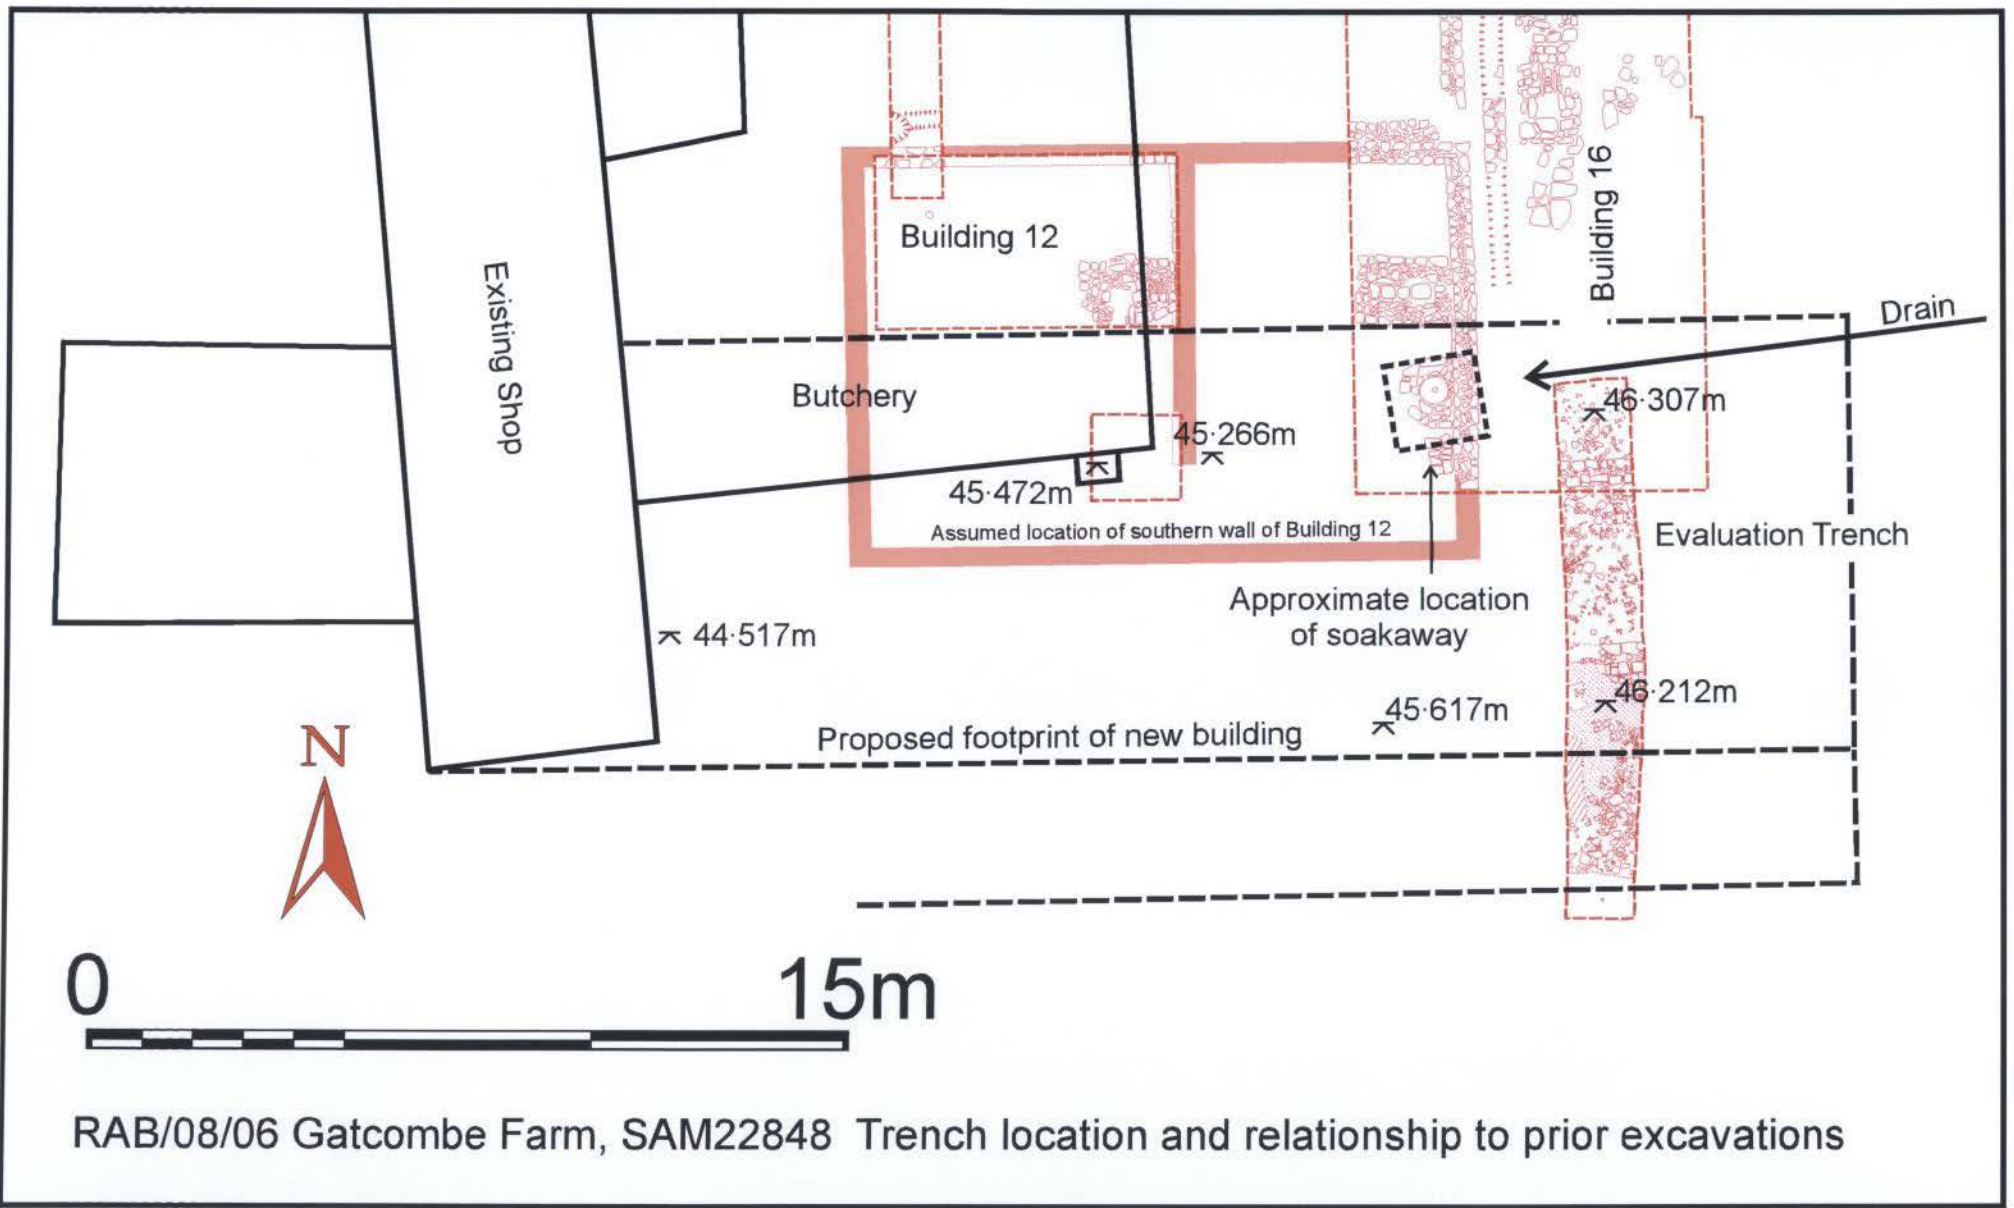 Building 12
Building 16
Existing Shop
Drain
Butchery
46·307m
45·266m
45·472m
Assumed location of southern wall of Building 12
Evaluation Trench
Approximate location
of soakaway
44·517m
46·212m
45·617m
Proposed footprint of new building
N
0
15m
RAB/08/06 Gatcombe Farm, SAM22848 Trench location and relationship to prior excavations